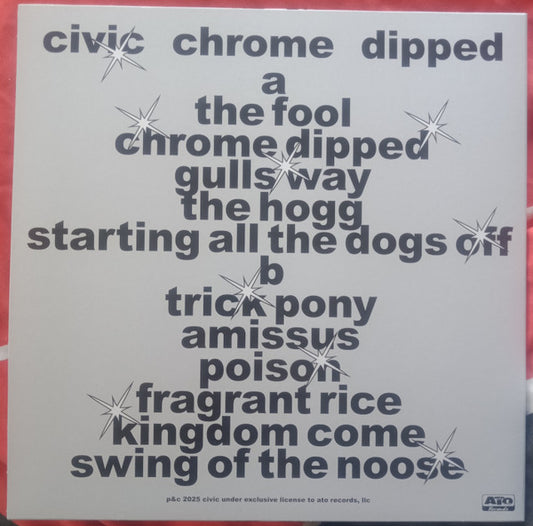 civic chrome dipped
a
the fool
chrome dipped
gulls way
the hogg
starting all the dogs off
b
trick pony
amissus
poison
fragrant rice
kingdom come
swing of the noose
p&c 2025 civic under exclusive license to ato records, llc
ATO
Records